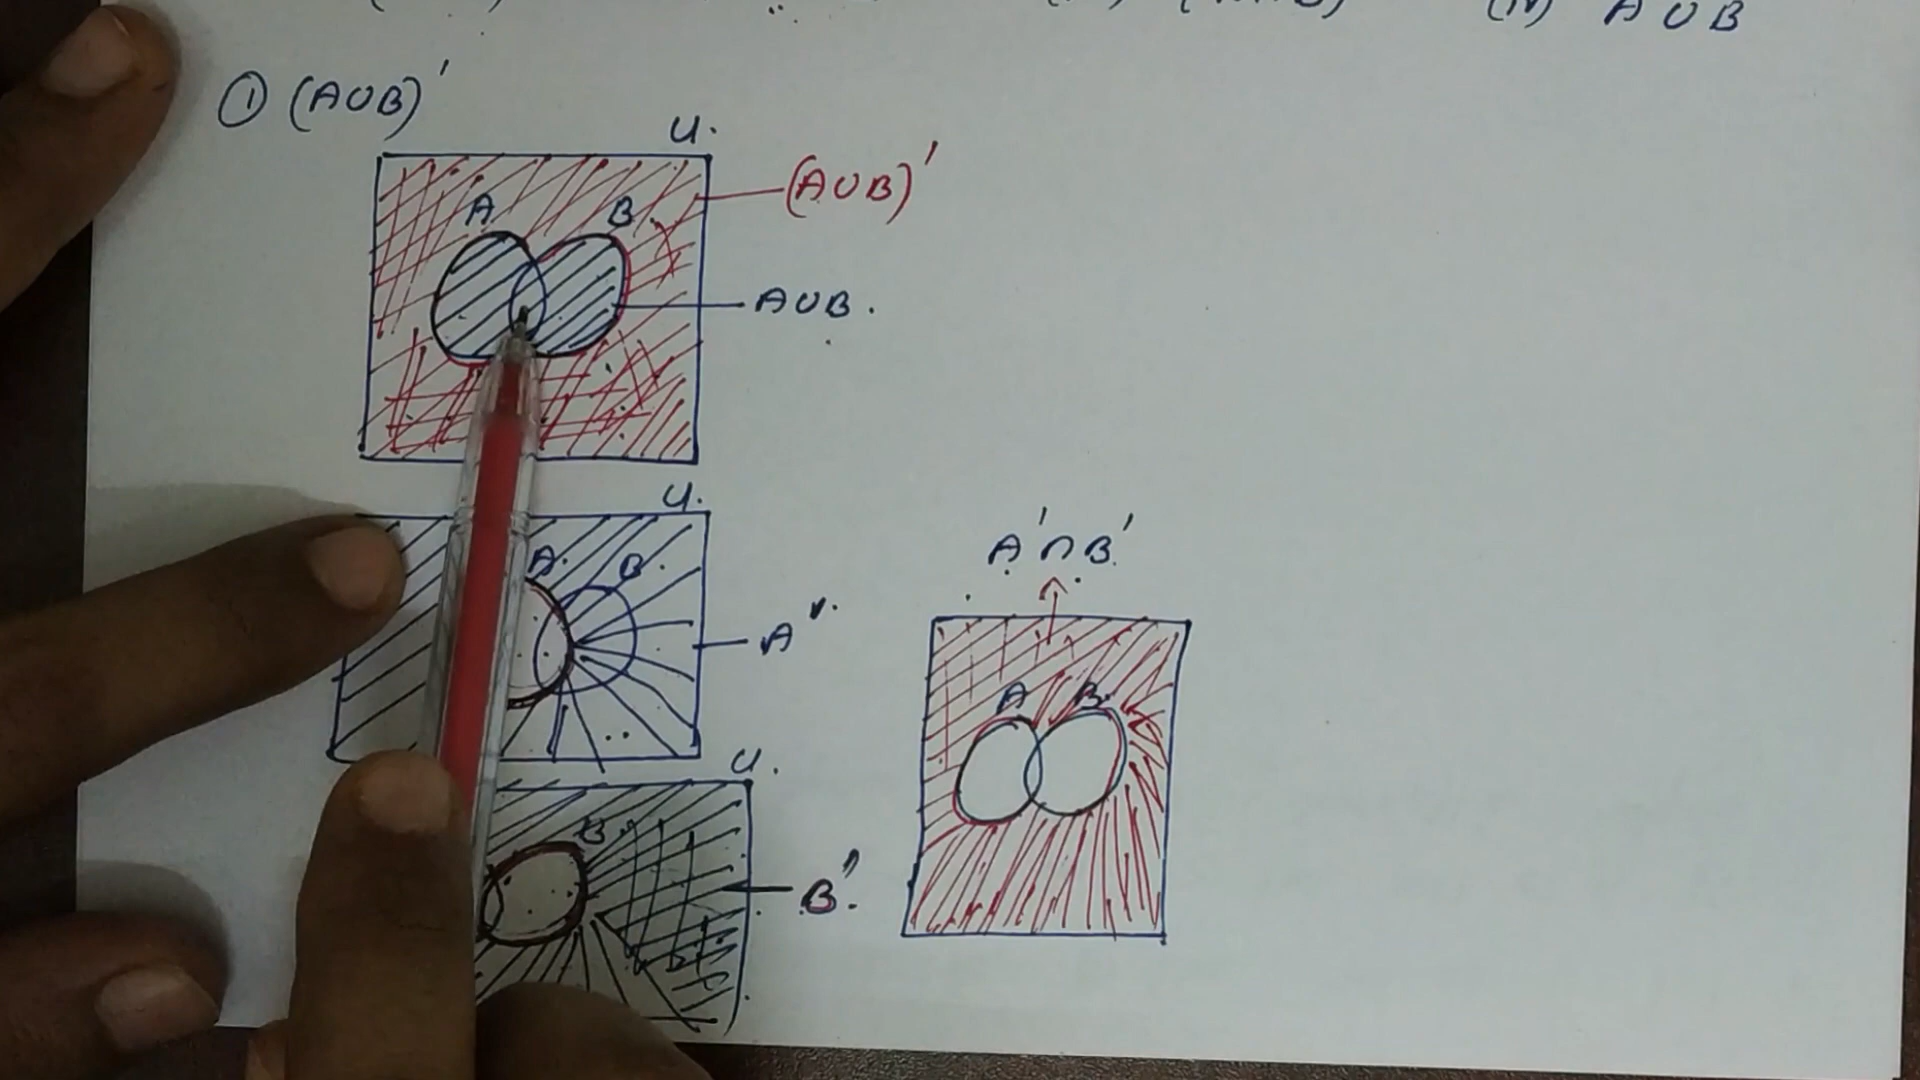 (IV) A ∪ B
① (A∪B)'
U.
A B
(A∪B)'
A∪B.
U.
A. B.
A'
A'∩B'
A B
U.
B
B'